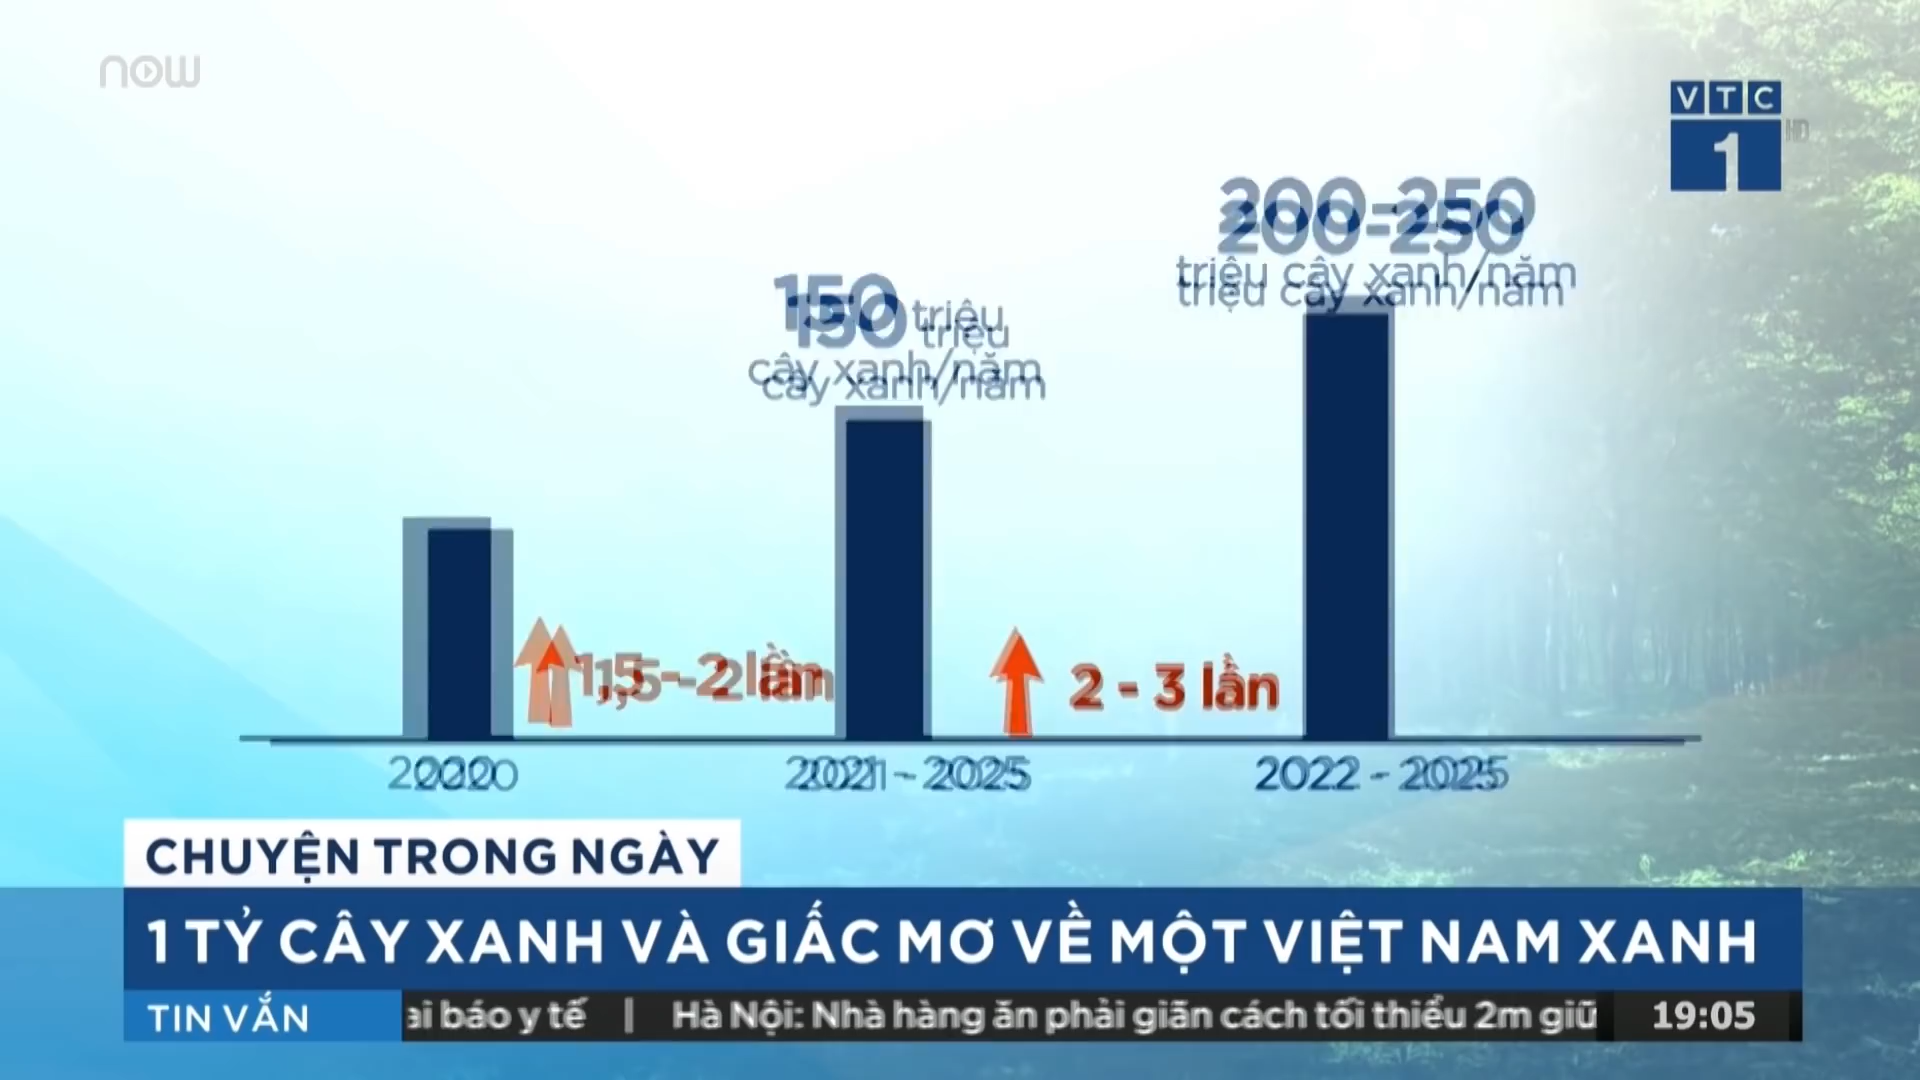 now
VTC
1
HD
200-250
triệu cây xanh/năm
150 triệu
cây xanh/năm
1,5 - 2 lần
2 - 3 lần
2020
2021 - 2025
2022 - 2025
CHUYỆN TRONG NGÀY
1 TỶ CÂY XANH VÀ GIẤC MƠ VỀ MỘT VIỆT NAM XANH
TIN VẮN
ai báo y tế | Hà Nội: Nhà hàng ăn phải giãn cách tối thiểu 2m giữ
19:05